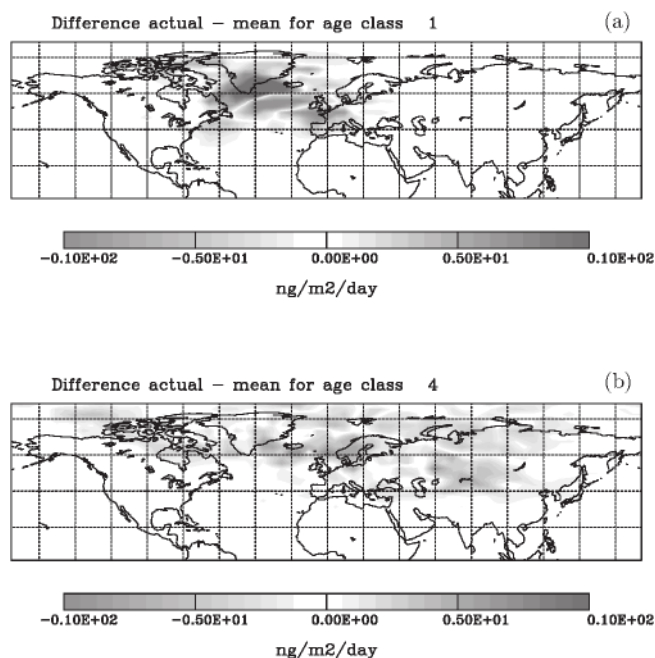 Difference actual – mean for age class 1 (a)
−0.10E+02 −0.50E+01 0.00E+00 0.50E+01 0.10E+02
ng/m2/day
Difference actual – mean for age class 4 (b)
−0.10E+02 −0.50E+01 0.00E+00 0.50E+01 0.10E+02
ng/m2/day